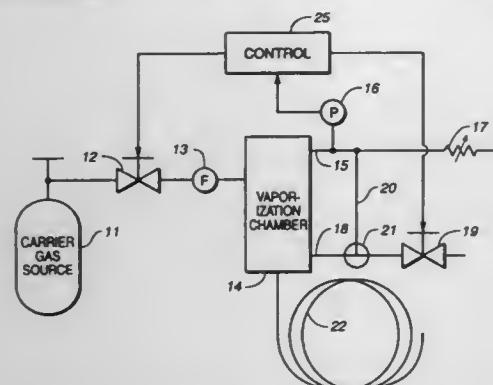 25
CONTROL
16
P
17
12
13
F
15
VAPOR-
IZATION
CHAMBER
20
CARRIER
GAS
SOURCE
11
18
21
19
14
22